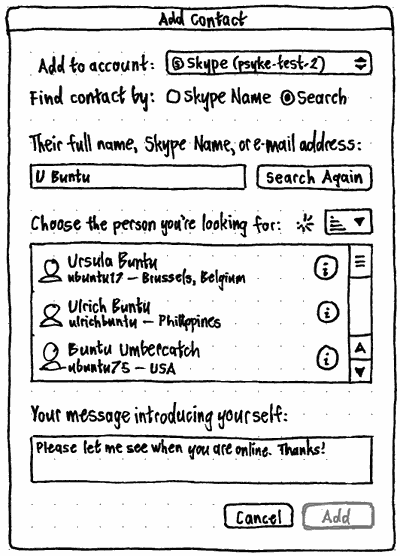 Add Contact
Add to account: S Skype (psyke-test-2)
Find contact by: Skype Name Search
Their full name, Skype Name, or e-mail address:
U Buntu Search Again
Choose the person you're looking for:
Ursula Buntu
ubuntu17 – Brussels, Belgium
i
Ulrich Buntu
ulrichbuntu – Philippines
i
Buntu Umbercatch
ubuntu75 – USA
i
Your message introducing yourself:
Please let me see when you are online. Thanks!
Cancel Add